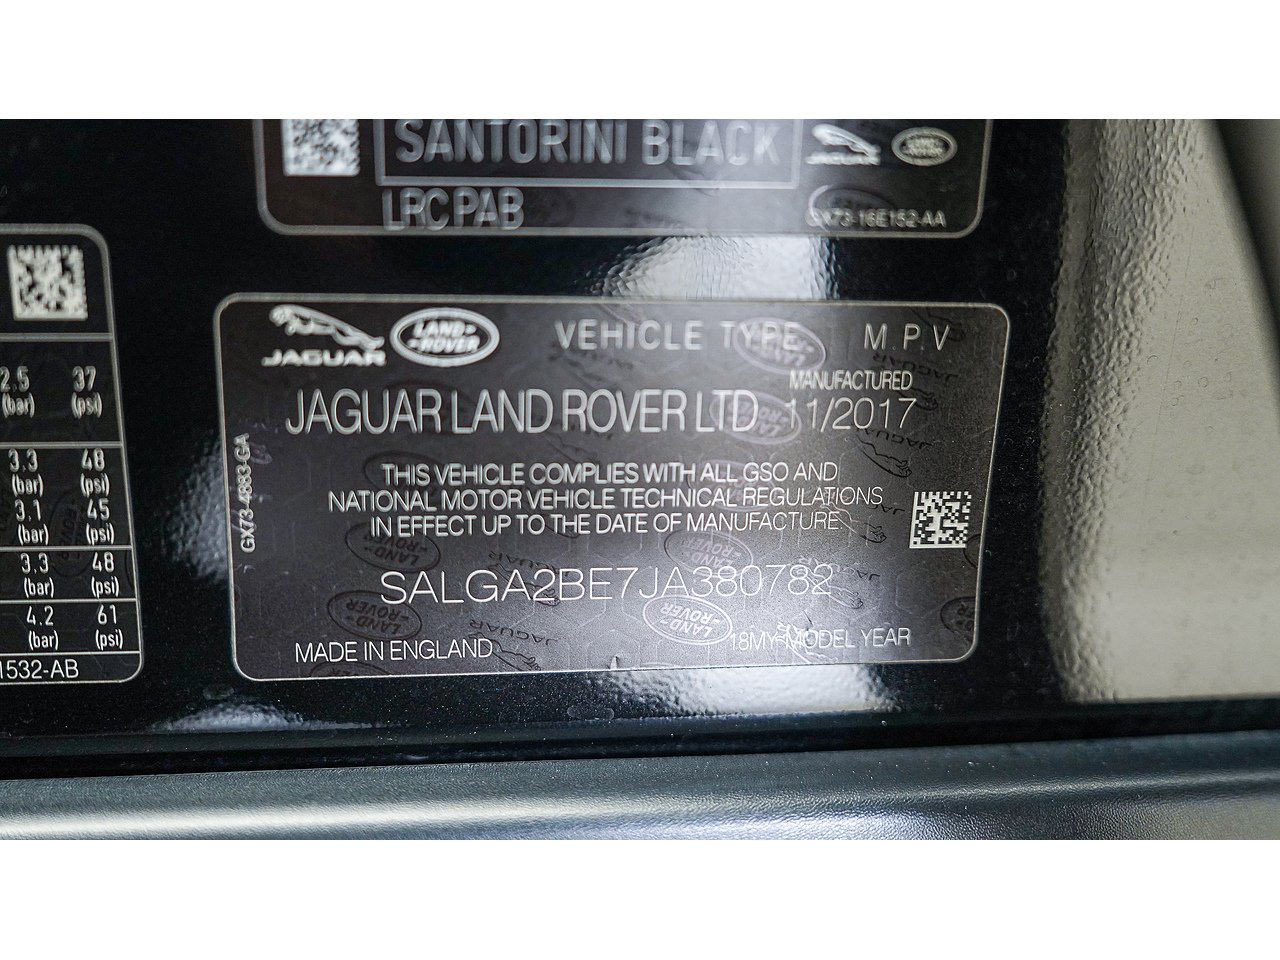 SANTORINI BLACK
LRC PAB
GX73-16E152-AA
2.5 37
(bar) (psi)
3.3 48
(bar) (psi)
3.1 45
(bar) (psi)
3.3 48
(bar) (psi)
4.2 61
(bar) (psi)
1532-AB
JAGUAR LAND ROVER VEHICLE TYPE M.P.V
MANUFACTURED
JAGUAR LAND ROVER LTD 11/2017
GX73-4883-GA
THIS VEHICLE COMPLIES WITH ALL GSO AND
NATIONAL MOTOR VEHICLE TECHNICAL REGULATIONS
IN EFFECT UP TO THE DATE OF MANUFACTURE
SALGA2BE7JA380782
MADE IN ENGLAND 18MY-MODEL YEAR